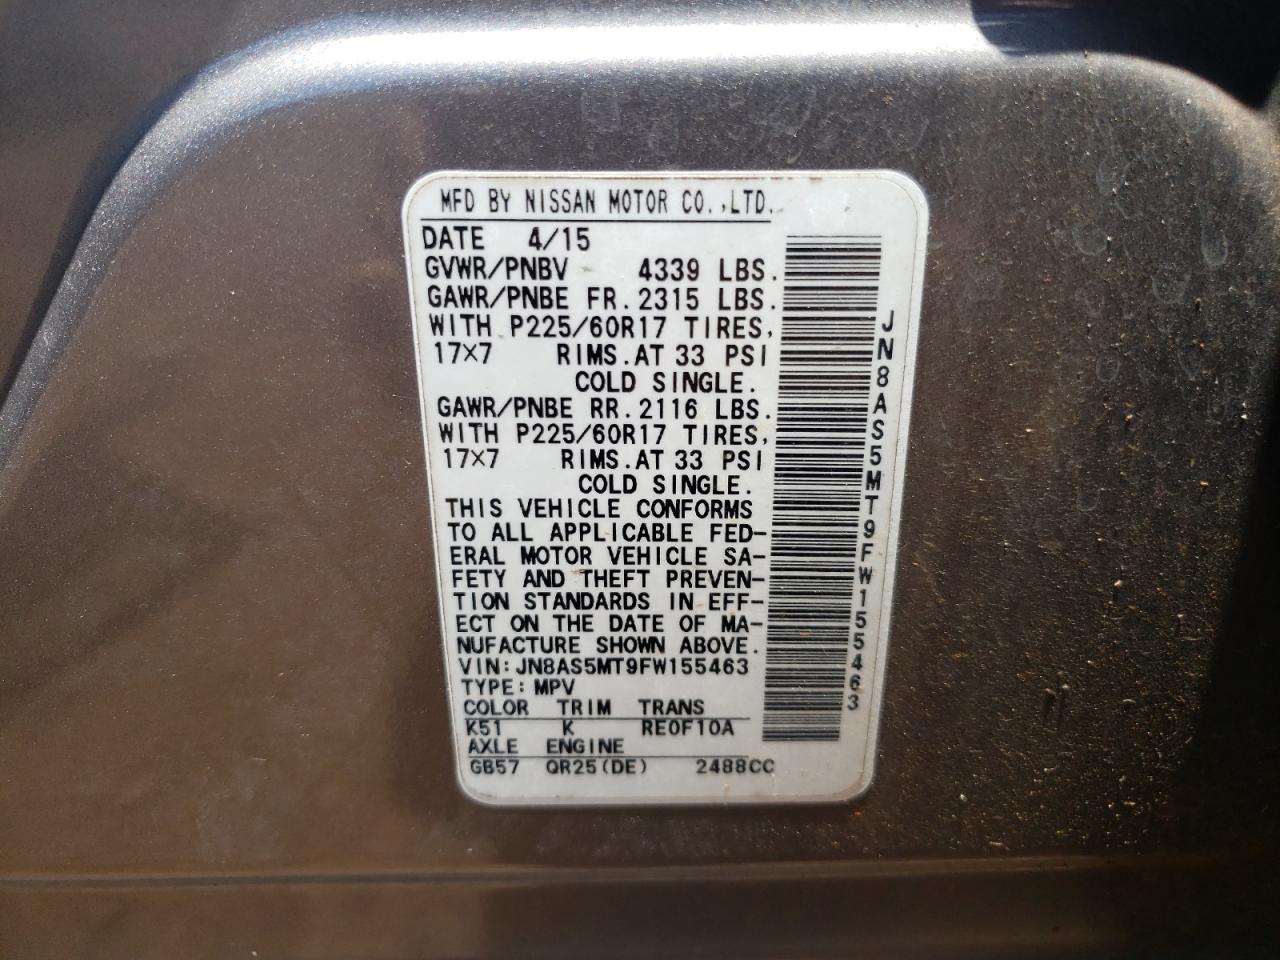 MFD BY NISSAN MOTOR CO.,LTD.
DATE 4/15
GVWR/PNBV 4339 LBS.
GAWR/PNBE FR.2315 LBS.
WITH P225/60R17 TIRES,
17×7 RIMS.AT 33 PSI
COLD SINGLE.
GAWR/PNBE RR.2116 LBS.
WITH P225/60R17 TIRES,
17×7 RIMS.AT 33 PSI
COLD SINGLE.
THIS VEHICLE CONFORMS
TO ALL APPLICABLE FED-
ERAL MOTOR VEHICLE SA-
FETY AND THEFT PREVEN-
TION STANDARDS IN EFF-
ECT ON THE DATE OF MA-
NUFACTURE SHOWN ABOVE.
VIN:JN8AS5MT9FW155463
TYPE:MPV
COLOR TRIM TRANS
K51 K RE0F10A
AXLE ENGINE
GB57 QR25(DE) 2488CC
JN8AS5MT9FW155463